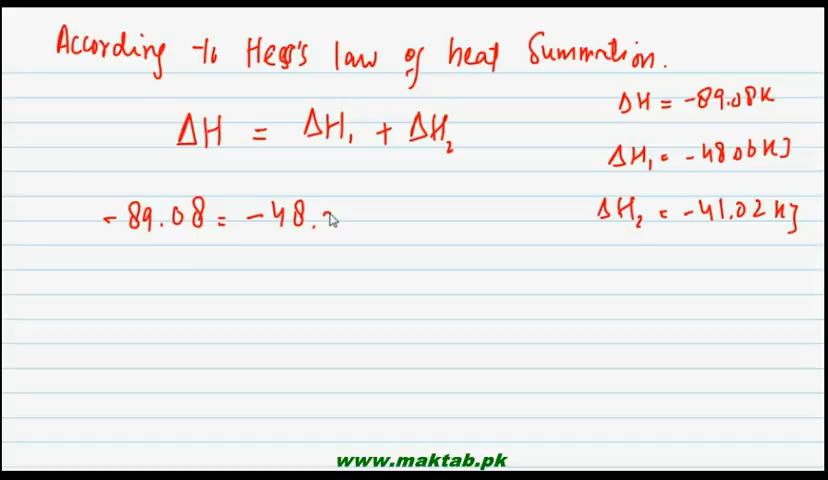 According to Hess's law of heat Summation.
ΔH = ΔH₁ + ΔH₂
ΔH = -89.08K
ΔH₁ = -48.06KJ
ΔH₂ = -41.02KJ
-89.08 = -48.
www.maktab.pk